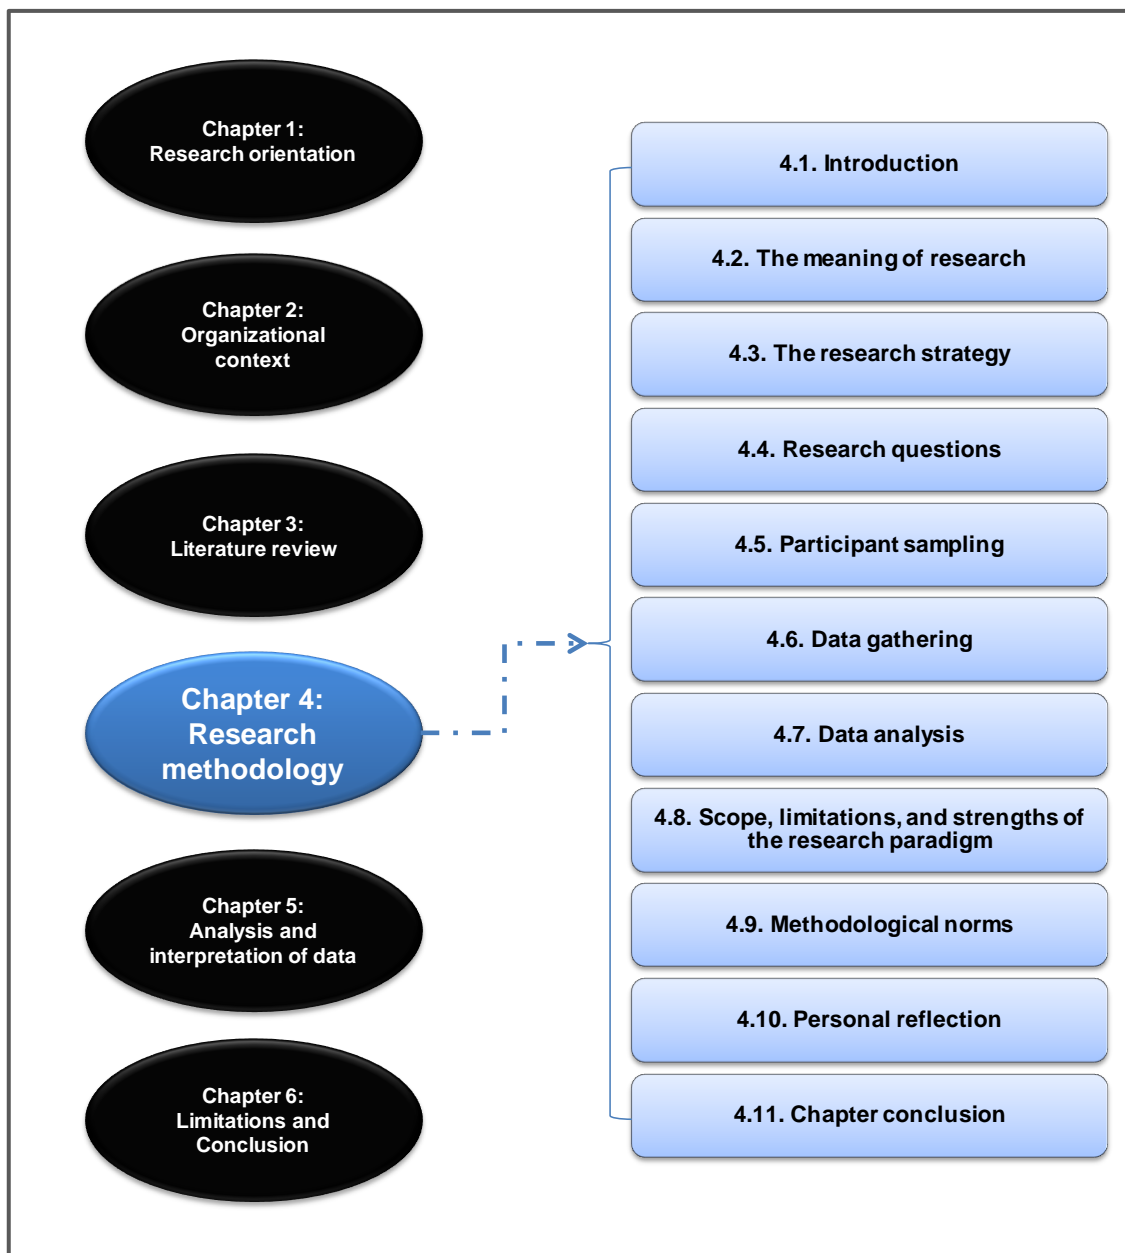 Chapter 1:
Research orientation
Chapter 2:
Organizational
context
Chapter 3:
Literature review
Chapter 4:
Research
methodology
Chapter 5:
Analysis and
interpretation of data
Chapter 6:
Limitations and
Conclusion
4.1. Introduction
4.2. The meaning of research
4.3. The research strategy
4.4. Research questions
4.5. Participant sampling
4.6. Data gathering
4.7. Data analysis
4.8. Scope, limitations, and strengths of
the research paradigm
4.9. Methodological norms
4.10. Personal reflection
4.11. Chapter conclusion